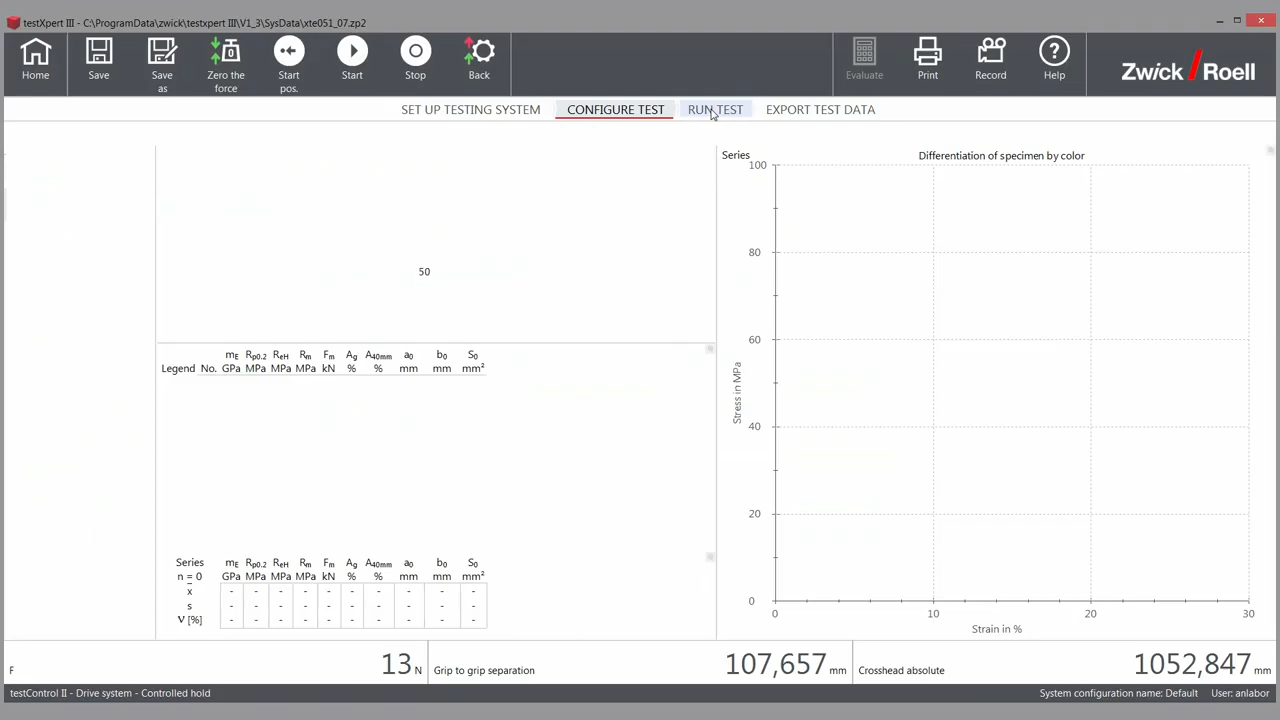 testXpert III - C:\ProgramData\zwick\testxpert III\V1_3\SysData\xte051_07.zp2
Home
Save
Save as
Zero the force
Start pos.
Start
Stop
Back
Evaluate
Print
Record
Help
Zwick / Roell
SET UP TESTING SYSTEM CONFIGURE TEST RUN TEST EXPORT TEST DATA
50
mE Rp0.2 ReH Rm Fm Ag A40mm a0 b0 S0
Legend No. GPa MPa MPa MPa kN % % mm mm mm²
Series mE Rp0.2 ReH Rm Fm Ag A40mm a0 b0 S0
n = 0 GPa MPa MPa MPa kN % % mm mm mm²
x̄ - - - - - - - - - -
s - - - - - - - - - -
ν [%] - - - - - - - - - -
Series
Differentiation of specimen by color
100
80
60
40
20
0
Stress in MPa
0 10 20 30
Strain in %
F 13 N
Grip to grip separation 107,657 mm
Crosshead absolute 1052,847 mm
testControl II - Drive system - Controlled hold
System configuration name: Default User: anlabor